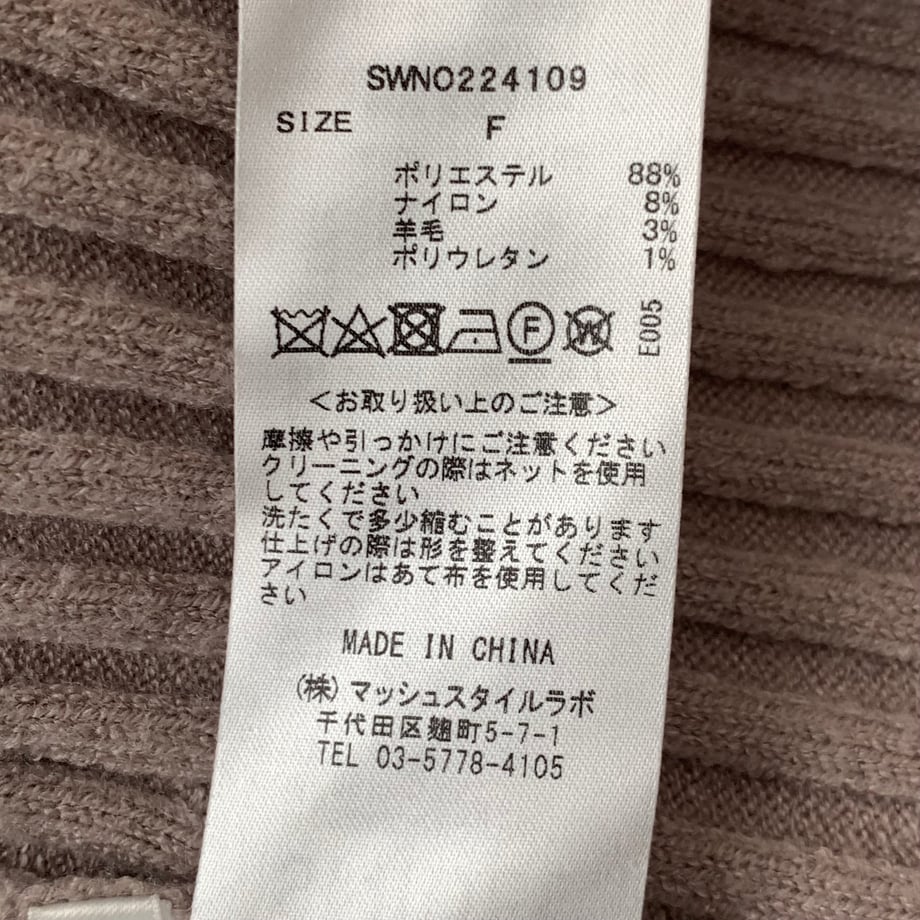 SWNO224109
SIZE F
ポリエステル 88%
ナイロン 8%
羊毛 3%
ポリウレタン 1%
F W E005
<お取り扱い上のご注意>
摩擦や引っかけにご注意ください
クリーニングの際はネットを使用
してください
洗たくで多少縮むことがあります
仕上げの際は形を整えてください
アイロンはあて布を使用してくだ
さい
MADE IN CHINA
(株)マッシュスタイルラボ
千代田区麹町5-7-1
TEL 03-5778-4105